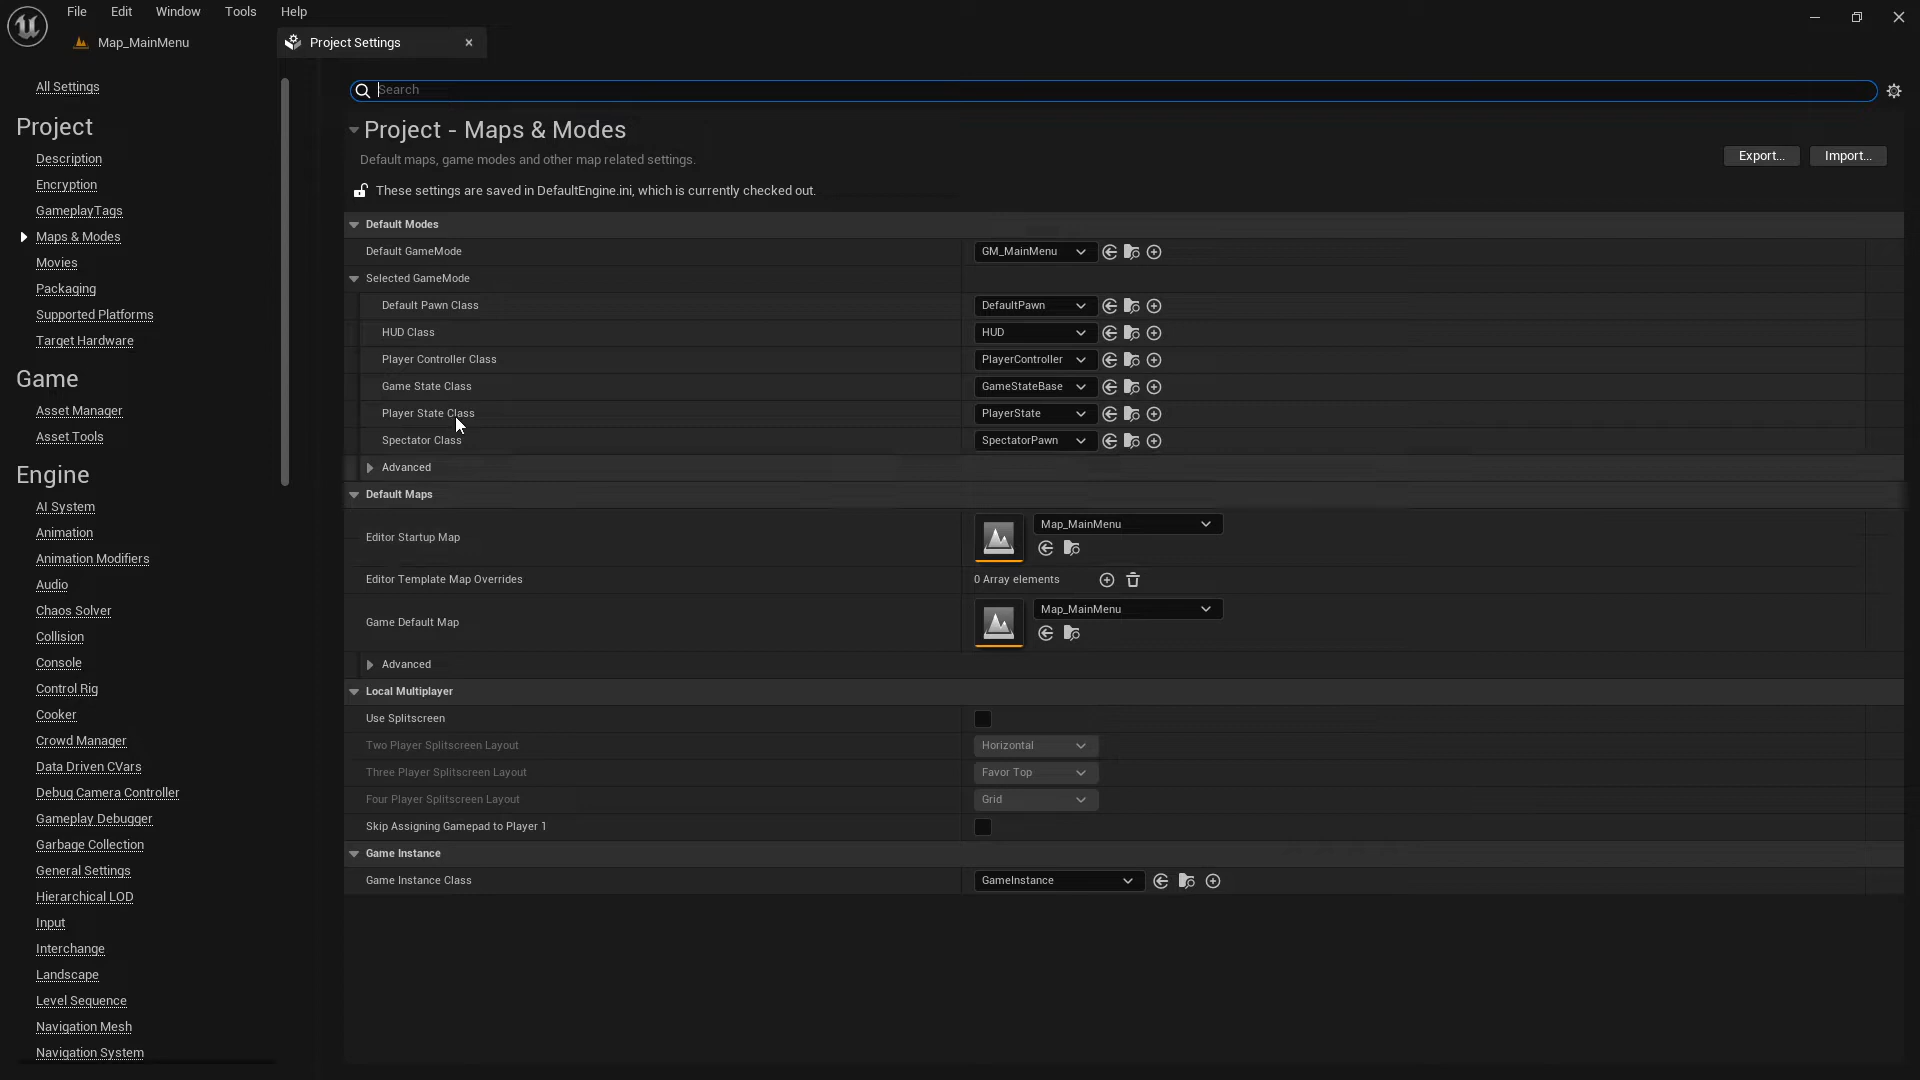 File Edit Window Tools Help
Map_MainMenu
Project Settings
All Settings
Project
Description
Encryption
GameplayTags
Maps & Modes
Movies
Packaging
Supported Platforms
Target Hardware
Game
Asset Manager
Asset Tools
Engine
AI System
Animation
Animation Modifiers
Audio
Chaos Solver
Collision
Console
Control Rig
Cooker
Crowd Manager
Data Driven CVars
Debug Camera Controller
Gameplay Debugger
Garbage Collection
General Settings
Hierarchical LOD
Input
Interchange
Landscape
Level Sequence
Navigation Mesh
Navigation System
Search
Project - Maps & Modes
Default maps, game modes and other map related settings.
Export... Import...
These settings are saved in DefaultEngine.ini, which is currently checked out.
Default Modes
Default GameMode GM_MainMenu
Selected GameMode
Default Pawn Class DefaultPawn
HUD Class HUD
Player Controller Class PlayerController
Game State Class GameStateBase
Player State Class PlayerState
Spectator Class SpectatorPawn
Advanced
Default Maps
Editor Startup Map Map_MainMenu
Editor Template Map Overrides 0 Array elements
Game Default Map Map_MainMenu
Advanced
Local Multiplayer
Use Splitscreen
Two Player Splitscreen Layout Horizontal
Three Player Splitscreen Layout Favor Top
Four Player Splitscreen Layout Grid
Skip Assigning Gamepad to Player 1
Game Instance
Game Instance Class GameInstance